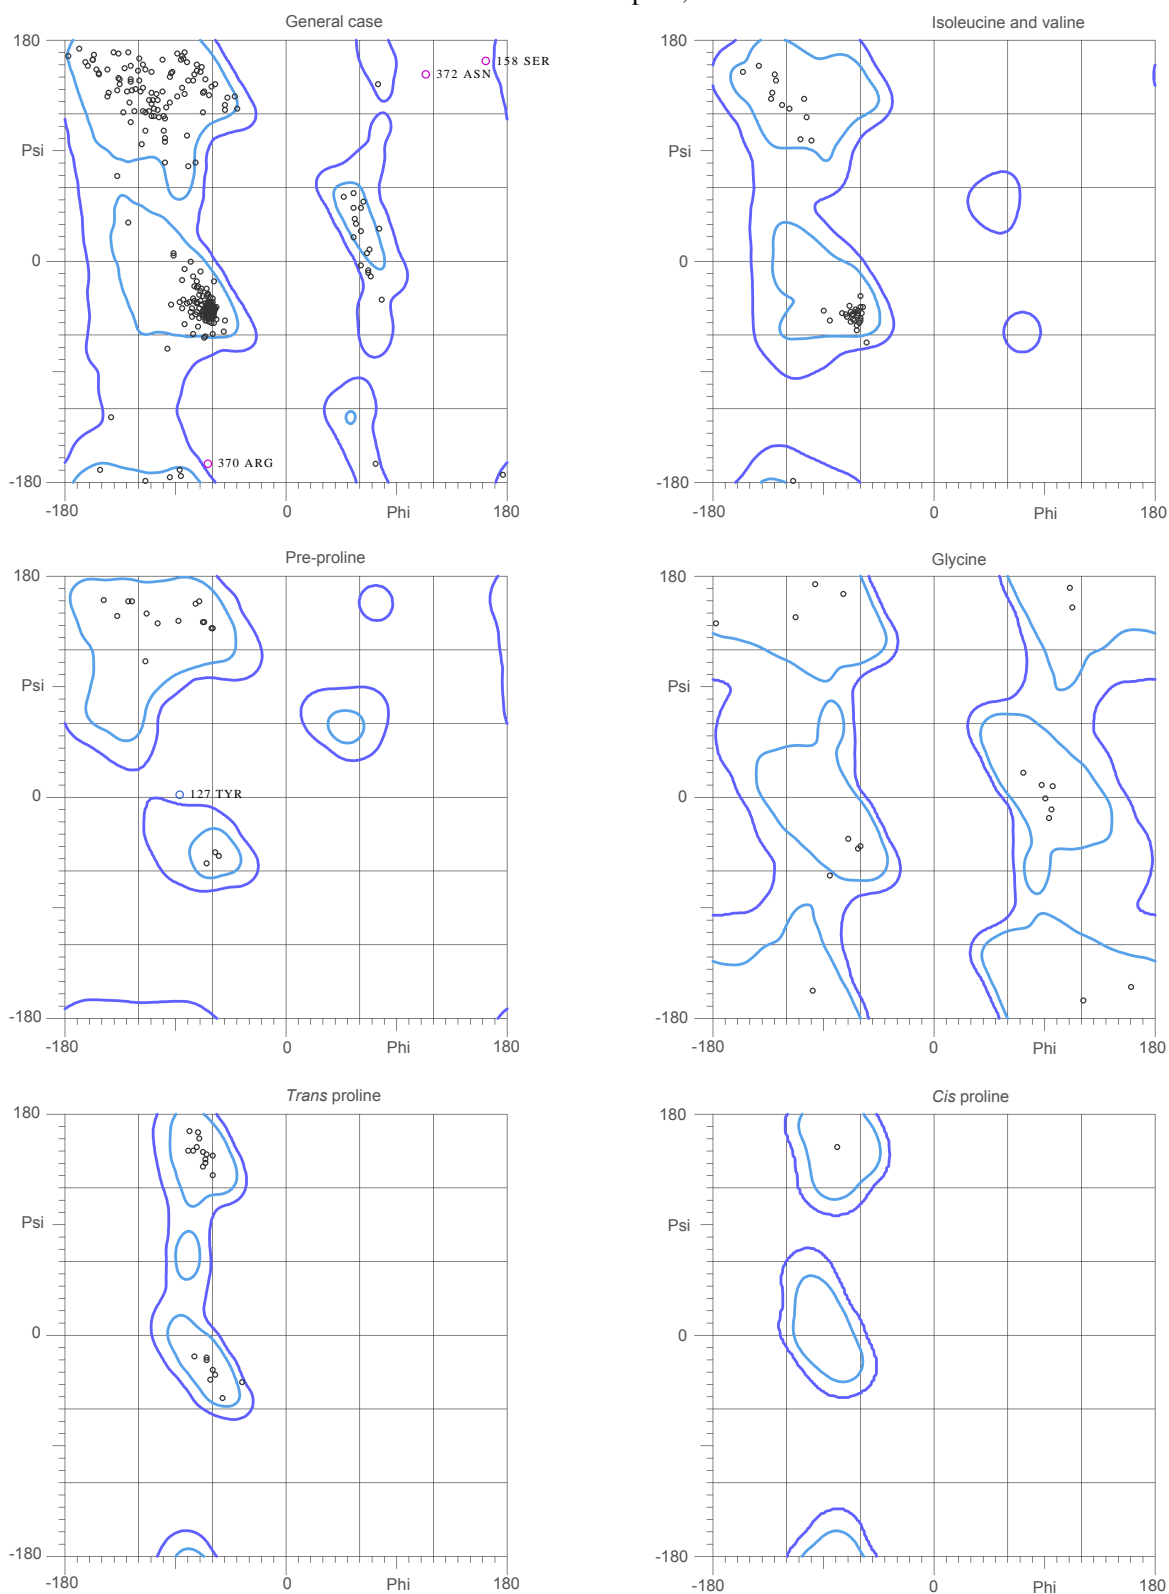 General case
Isoleucine and valine
180
158 SER
372 ASN
Psi
0
370 ARG
-180
-180
0
Phi
180
180
Psi
0
-180
-180
0
Phi
180
Pre-proline
Glycine
180
Psi
0
127 TYR
-180
-180
0
Phi
180
180
Psi
0
-180
-180
0
Phi
180
Trans proline
Cis proline
180
Psi
0
-180
-180
0
Phi
180
180
Psi
0
-180
-180
0
Phi
180